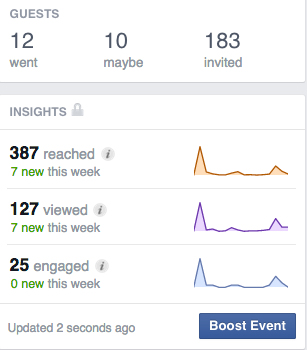 GUESTS
12 10 183
went maybe invited
INSIGHTS
387 reached
7 new this week
127 viewed
7 new this week
25 engaged
0 new this week
Updated 2 seconds ago Boost Event